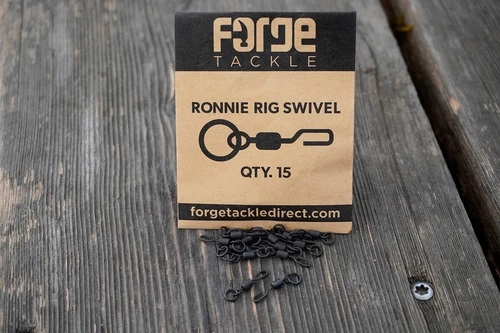 Forge
TACKLE
RONNIE RIG SWIVEL
QTY. 15
forgetackledirect.com